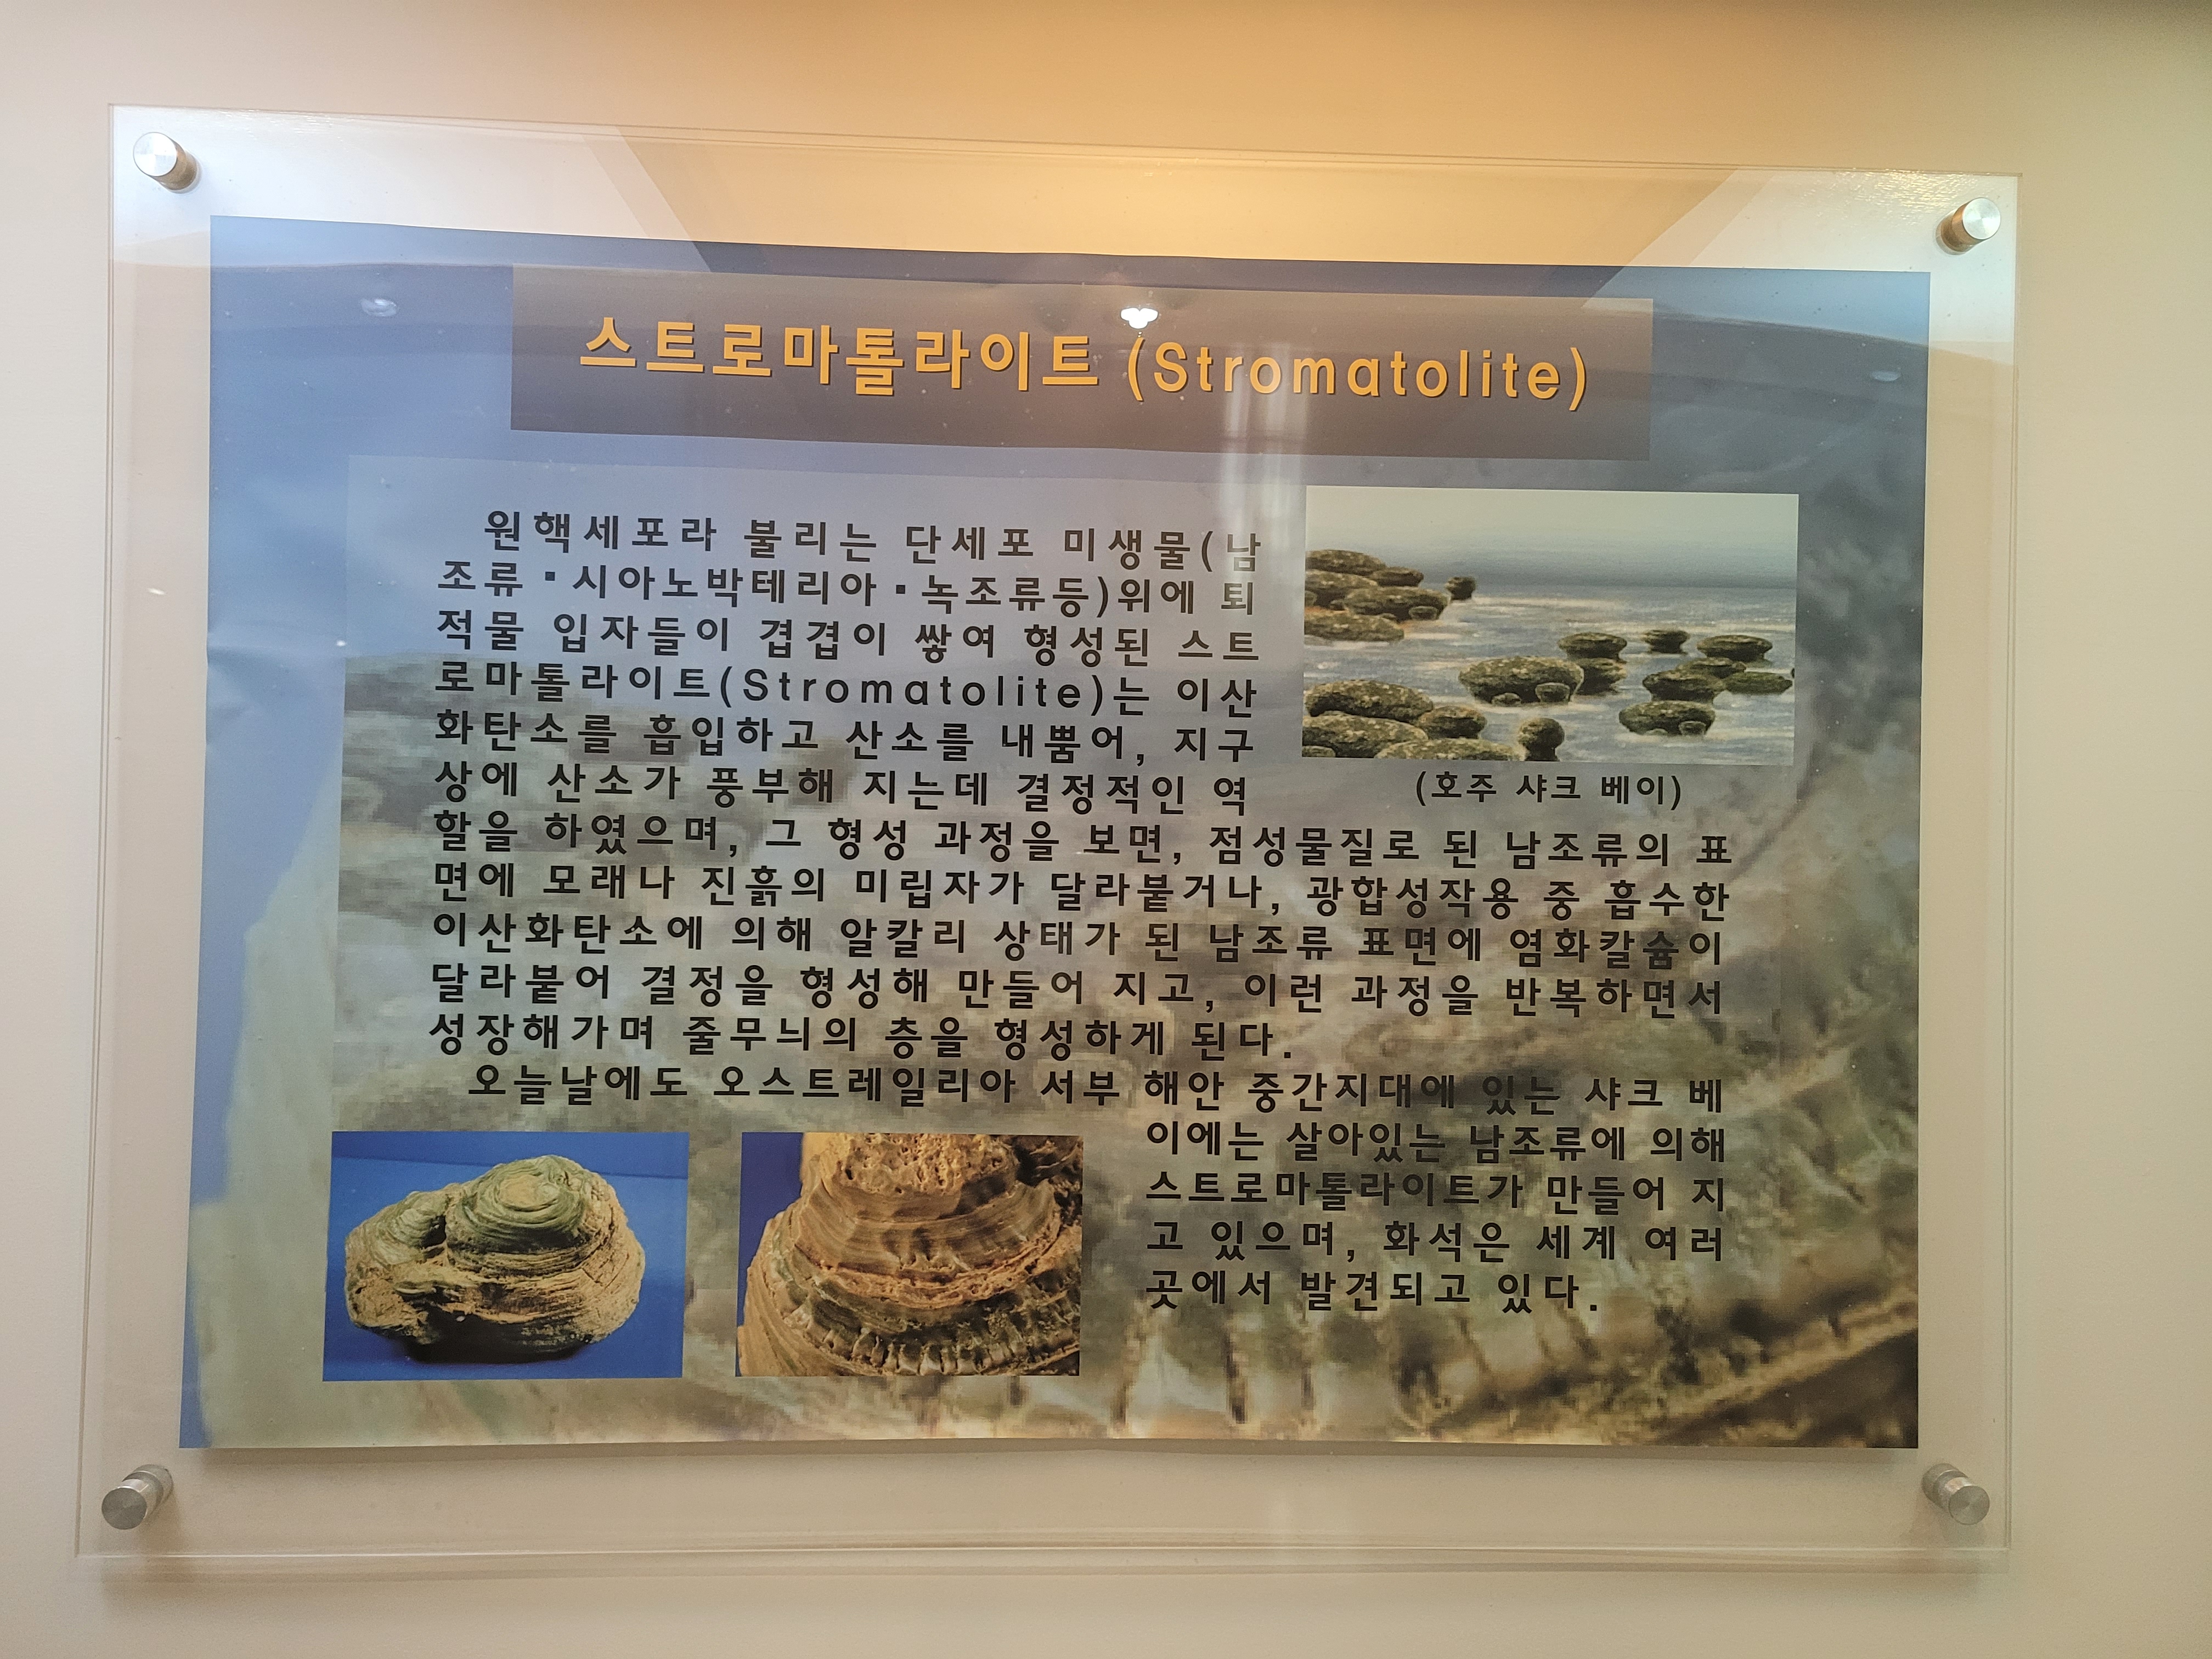 스트로마톨라이트 (Stromatolite)
원핵세포라 불리는 단세포 미생물(남
조류·시아노박테리아·녹조류등)위에 퇴
적물 입자들이 겹겹이 쌓여 형성된 스트
로마톨라이트(Stromatolite)는 이산
화탄소를 흡입하고 산소를 내뿜어, 지구
상에 산소가 풍부해 지는데 결정적인 역
(호주 샤크 베이)
할을 하였으며, 그 형성 과정을 보면, 점성물질로 된 남조류의 표
면에 모래나 진흙의 미립자가 달라붙거나, 광합성작용 중 흡수한
이산화탄소에 의해 알칼리 상태가 된 남조류 표면에 염화칼슘이
달라붙어 결정을 형성해 만들어 지고, 이런 과정을 반복하면서
성장해가며 줄무늬의 층을 형성하게 된다.
오늘날에도 오스트레일리아 서부 해안 중간지대에 있는 샤크 베
이에는 살아있는 남조류에 의해
스트로마톨라이트가 만들어 지
고 있으며, 화석은 세계 여러
곳에서 발견되고 있다.